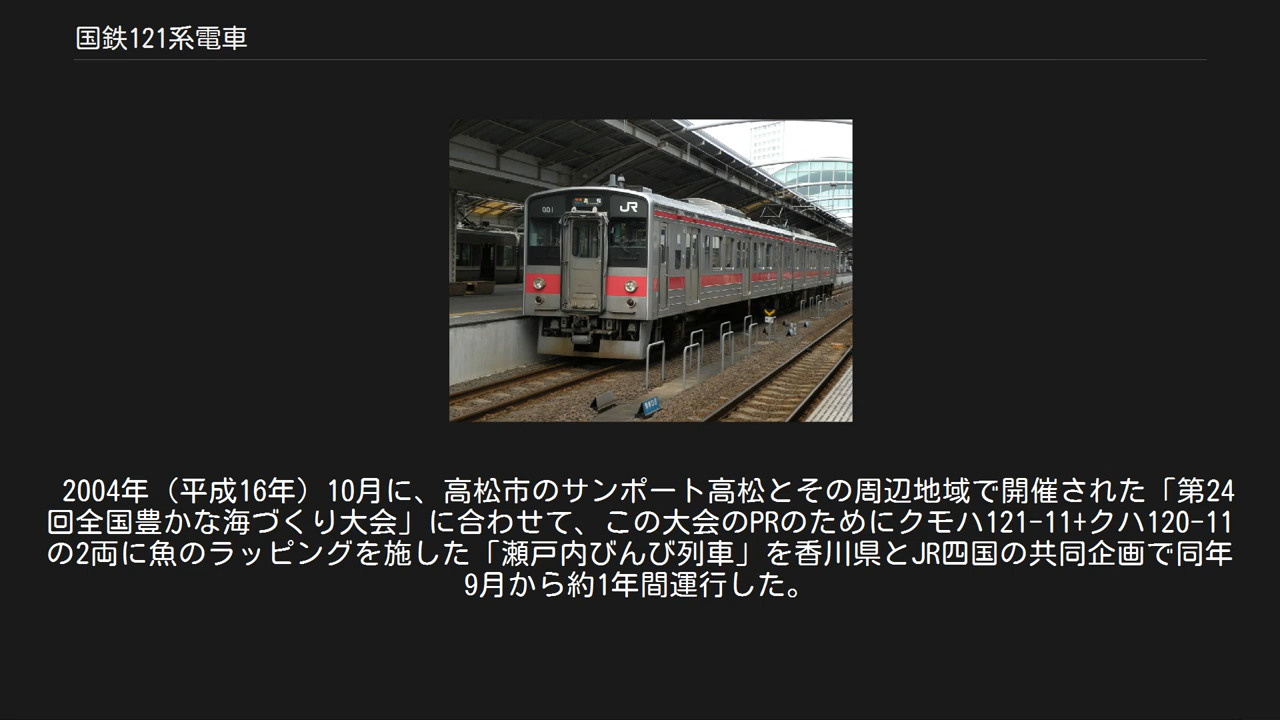 国鉄121系電車
001
JR
2004年（平成16年）10月に、高松市のサンポート高松とその周辺地域で開催された「第24
回全国豊かな海づくり大会」に合わせて、この大会のPRのためにクモハ121-11+クハ120-11
の2両に魚のラッピングを施した「瀬戸内びんび列車」を香川県とJR四国の共同企画で同年
9月から約1年間運行した。